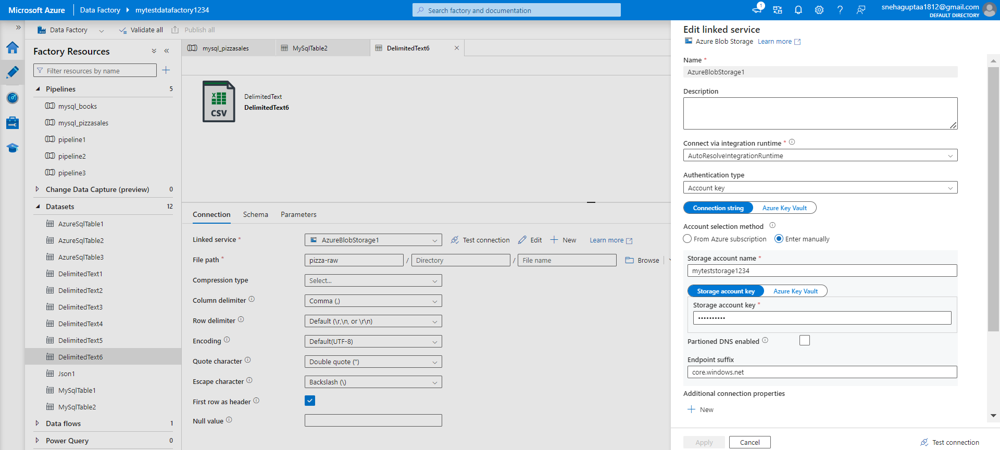 Microsoft Azure
Data Factory
mytestdatafactory1234
Search factory and documentation
1
snehaguptaa1812@gmail.com
DEFAULT DIRECTORY
Data Factory
Validate all
Publish all
Factory Resources
Filter resources by name
Pipelines 5
mysql_books
mysql_pizzasales
pipeline1
pipeline2
pipeline3
Change Data Capture (preview) 0
Datasets 12
AzureSqlTable1
AzureSqlTable2
AzureSqlTable3
DelimitedText1
DelimitedText2
DelimitedText3
DelimitedText4
DelimitedText5
DelimitedText6
Json1
MySqlTable1
MySqlTable2
Data flows 1
Power Query 0
mysql_pizzasales
MySqlTable2
DelimitedText6
X
CSV
DelimitedText
DelimitedText6
Connection
Schema
Parameters
Linked service *
AzureBlobStorage1
Test connection
Edit
New
Learn more
File path *
pizza-raw / Directory / File name
Browse
Compression type
Select...
Column delimiter
Comma (,)
Row delimiter
Default (\r,\n, or \r\n)
Encoding
Default(UTF-8)
Quote character
Double quote (")
Escape character
Backslash (\)
First row as header
Null value
Edit linked service
Azure Blob Storage Learn more
Name *
AzureBlobStorage1
Description
Connect via integration runtime *
AutoResolveIntegrationRuntime
Authentication type
Account key
Connection string
Azure Key Vault
Account selection method
From Azure subscription
Enter manually
Storage account name *
myteststorage1234
Storage account key
Azure Key Vault
Storage account key *
••••••••••
Partioned DNS enabled
Endpoint suffix
core.windows.net
Additional connection properties
New
Apply
Cancel
Test connection